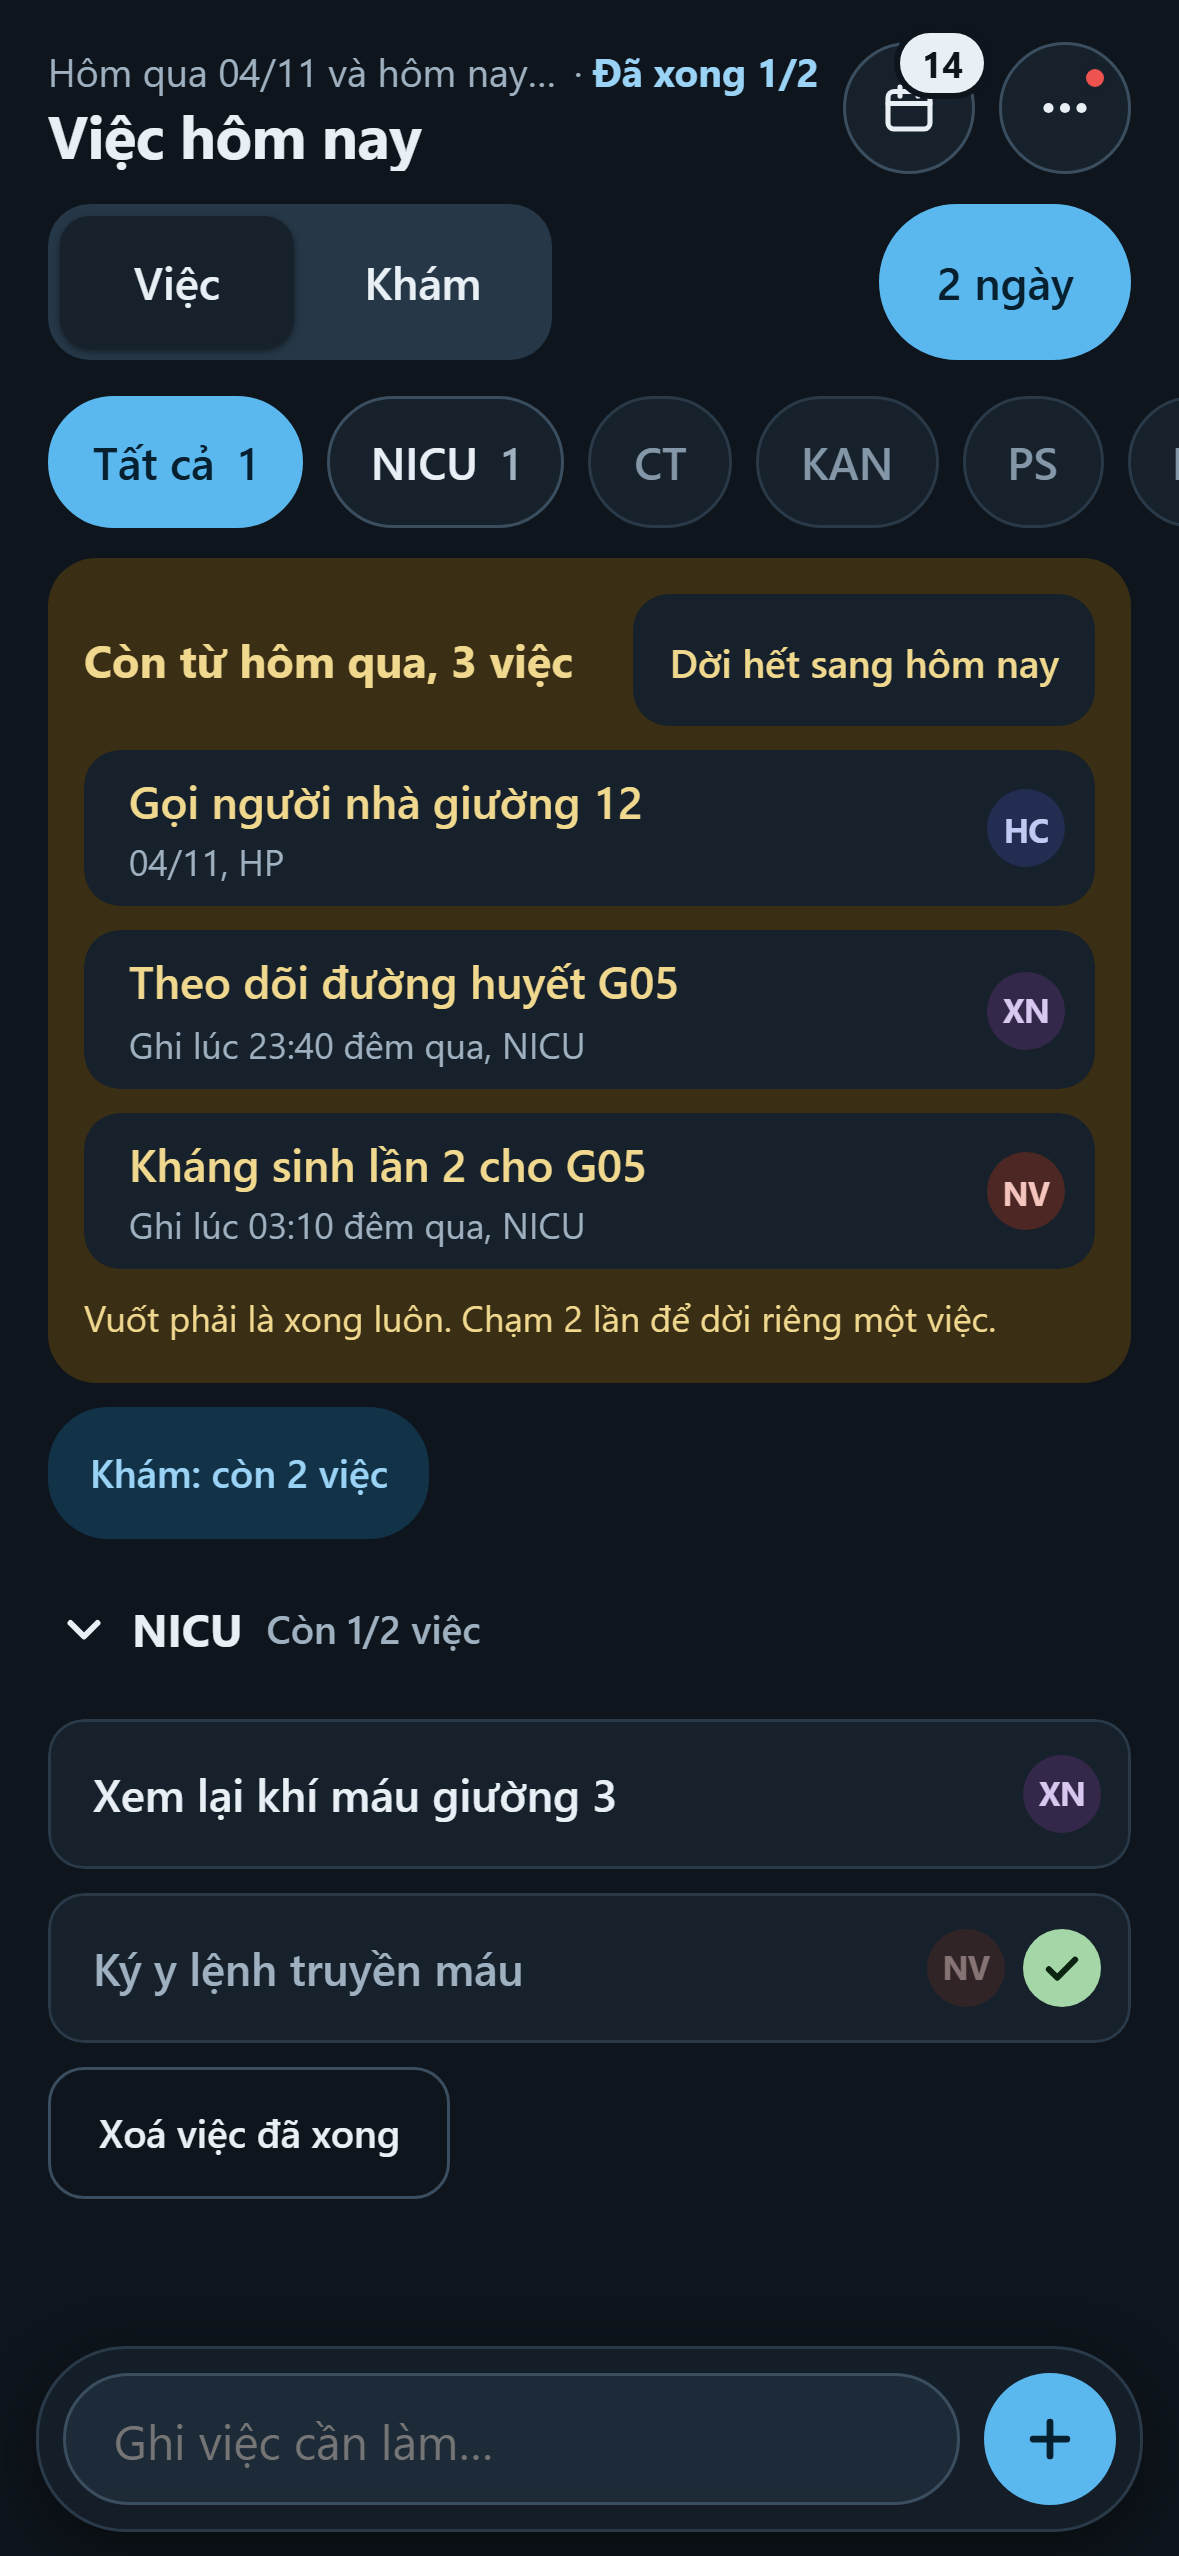 Hôm qua 04/11 và hôm nay... · Đã xong 1/2
14
Việc hôm nay
Việc
Khám
2 ngày
Tất cả 1
NICU 1
CT
KAN
PS
Còn từ hôm qua, 3 việc
Dời hết sang hôm nay
Gọi người nhà giường 12
04/11, HP
HC
Theo dõi đường huyết G05
Ghi lúc 23:40 đêm qua, NICU
XN
Kháng sinh lần 2 cho G05
Ghi lúc 03:10 đêm qua, NICU
NV
Vuốt phải là xong luôn. Chạm 2 lần để dời riêng một việc.
Khám: còn 2 việc
NICU Còn 1/2 việc
Xem lại khí máu giường 3
XN
Ký y lệnh truyền máu
NV
Xoá việc đã xong
Ghi việc cần làm...